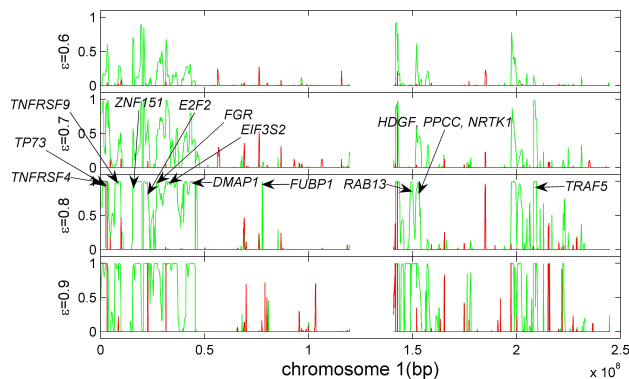 1
0.5
0
ε=0.6
TNFRSF9
ZNF151
E2F2
FGR
EIF3S2
TP73
HDGF, PPCC, NRTK1
1
0.5
0
ε=0.7
TNFRSF4
DMAP1
FUBP1
RAB13
TRAF5
1
0.5
0
ε=0.8
1
0.5
0
ε=0.9
0
0.5
1
1.5
2
2.5
chromosome 1(bp)
x 10^8